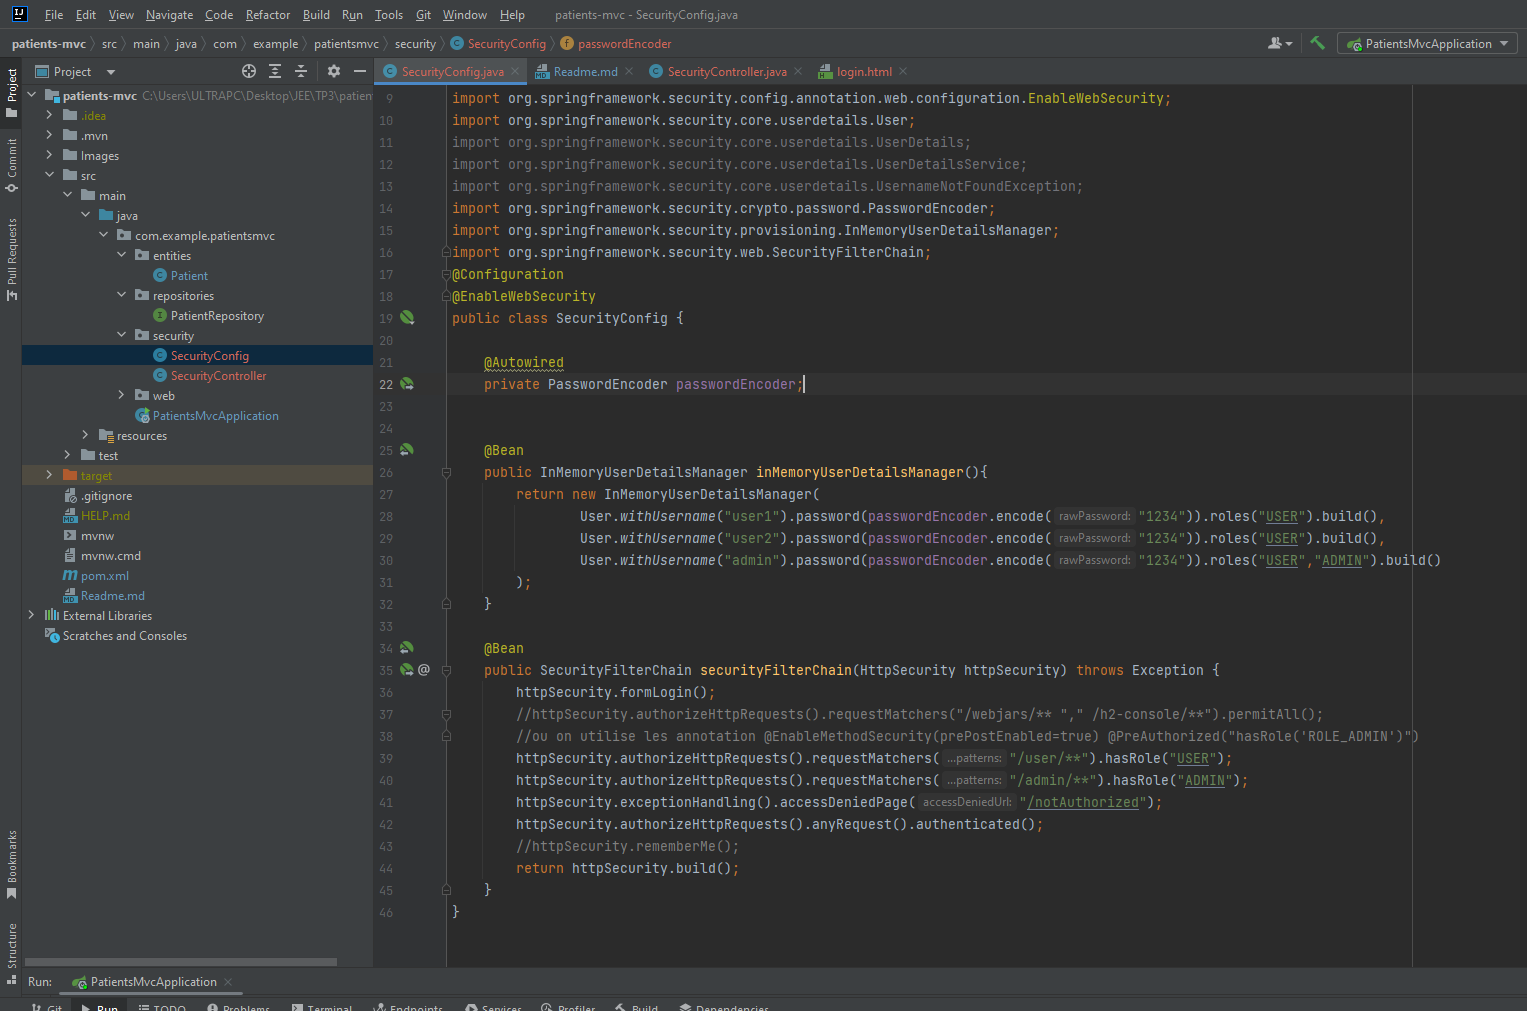 File Edit View Navigate Code Refactor Build Run Tools Git Window Help patients-mvc - SecurityConfig.java
patients-mvc src main java com example patientsmvc security SecurityConfig passwordEncoder PatientsMvcApplication
Project
SecurityConfig.java Readme.md SecurityController.java login.html
Project
Commit
Pull Requests
Bookmarks
Structure
patients-mvc C:\Users\ULTRAPC\Desktop\JEE\TP3\patient
.idea
.mvn
Images
src
main
java
com.example.patientsmvc
entities
Patient
repositories
PatientRepository
security
SecurityConfig
SecurityController
web
PatientsMvcApplication
resources
test
target
.gitignore
HELP.md
mvnw
mvnw.cmd
pom.xml
Readme.md
External Libraries
Scratches and Consoles
9 import org.springframework.security.config.annotation.web.configuration.EnableWebSecurity;
10 import org.springframework.security.core.userdetails.User;
11 import org.springframework.security.core.userdetails.UserDetails;
12 import org.springframework.security.core.userdetails.UserDetailsService;
13 import org.springframework.security.core.userdetails.UsernameNotFoundException;
14 import org.springframework.security.crypto.password.PasswordEncoder;
15 import org.springframework.security.provisioning.InMemoryUserDetailsManager;
16 import org.springframework.security.web.SecurityFilterChain;
17 @Configuration
18 @EnableWebSecurity
19 public class SecurityConfig {
20
21 @Autowired
22 private PasswordEncoder passwordEncoder;
23
24
25 @Bean
26 public InMemoryUserDetailsManager inMemoryUserDetailsManager(){
27 return new InMemoryUserDetailsManager(
28 User.withUsername("user1").password(passwordEncoder.encode( rawPassword: "1234")).roles("USER").build(),
29 User.withUsername("user2").password(passwordEncoder.encode( rawPassword: "1234")).roles("USER").build(),
30 User.withUsername("admin").password(passwordEncoder.encode( rawPassword: "1234")).roles("USER","ADMIN").build()
31 );
32 }
33
34 @Bean
35 @ public SecurityFilterChain securityFilterChain(HttpSecurity httpSecurity) throws Exception {
36 httpSecurity.formLogin();
37 //httpSecurity.authorizeHttpRequests().requestMatchers("/webjars/** "," /h2-console/**").permitAll();
38 //ou on utilise les annotation @EnableMethodSecurity(prePostEnabled=true) @PreAuthorized("hasRole('ROLE_ADMIN')")
39 httpSecurity.authorizeHttpRequests().requestMatchers( ...patterns: "/user/**").hasRole("USER");
40 httpSecurity.authorizeHttpRequests().requestMatchers( ...patterns: "/admin/**").hasRole("ADMIN");
41 httpSecurity.exceptionHandling().accessDeniedPage( accessDeniedUrl: "/notAuthorized");
42 httpSecurity.authorizeHttpRequests().anyRequest().authenticated();
43 //httpSecurity.rememberMe();
44 return httpSecurity.build();
45 }
46 }
Run: PatientsMvcApplication
Git Run TODO Problems Terminal Endpoints Services Profiler Build Dependencies